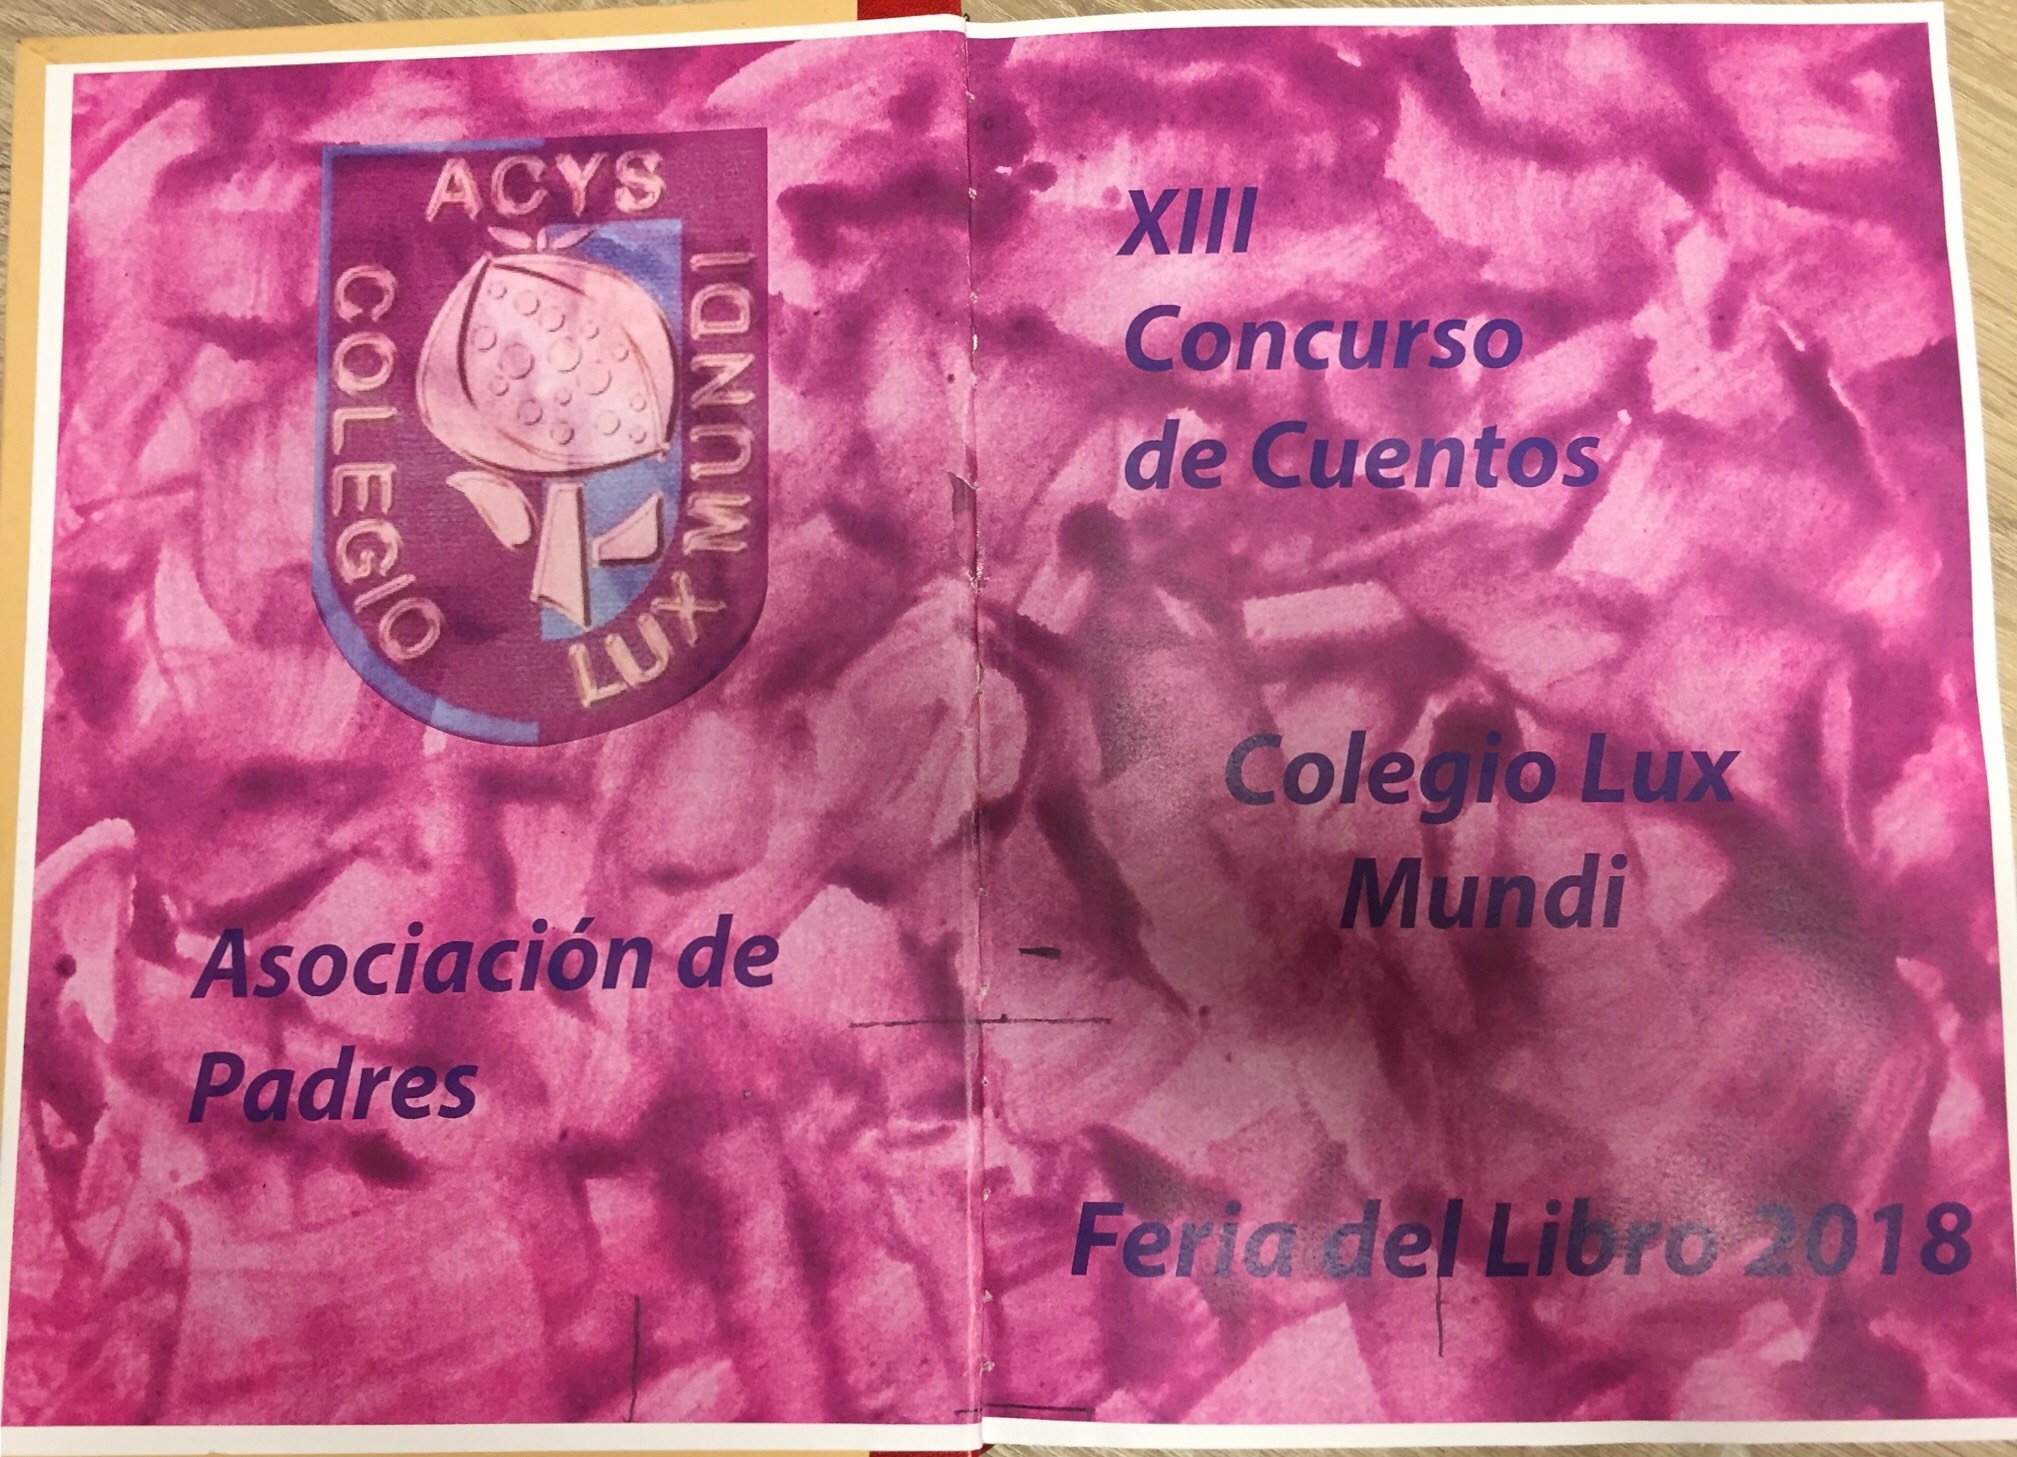 ACYS
COLEGIO
LUX MUNDI
Asociación de
Padres
XIII
Concurso
de Cuentos
Colegio Lux
Mundi
Feria del Libro 2018